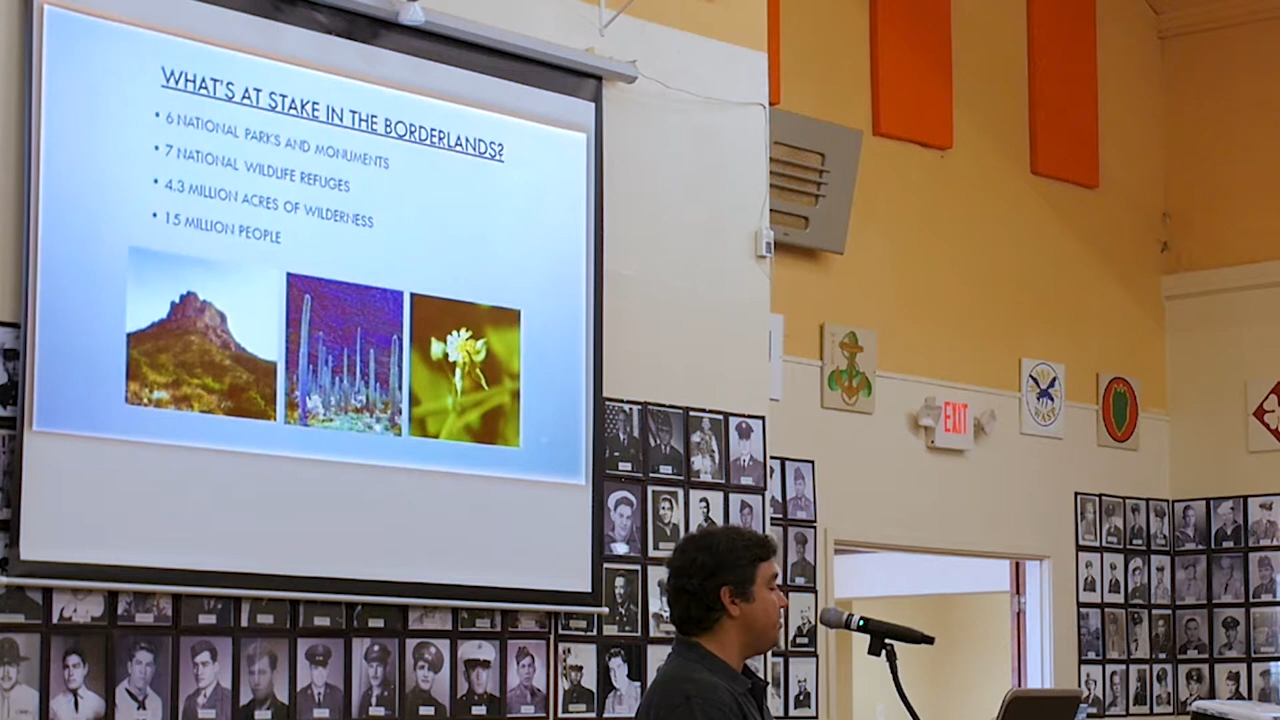 WHAT'S AT STAKE IN THE BORDERLANDS?
• 6 NATIONAL PARKS AND MONUMENTS
• 7 NATIONAL WILDLIFE REFUGES
• 4.3 MILLION ACRES OF WILDERNESS
• 15 MILLION PEOPLE
EXIT
WASP